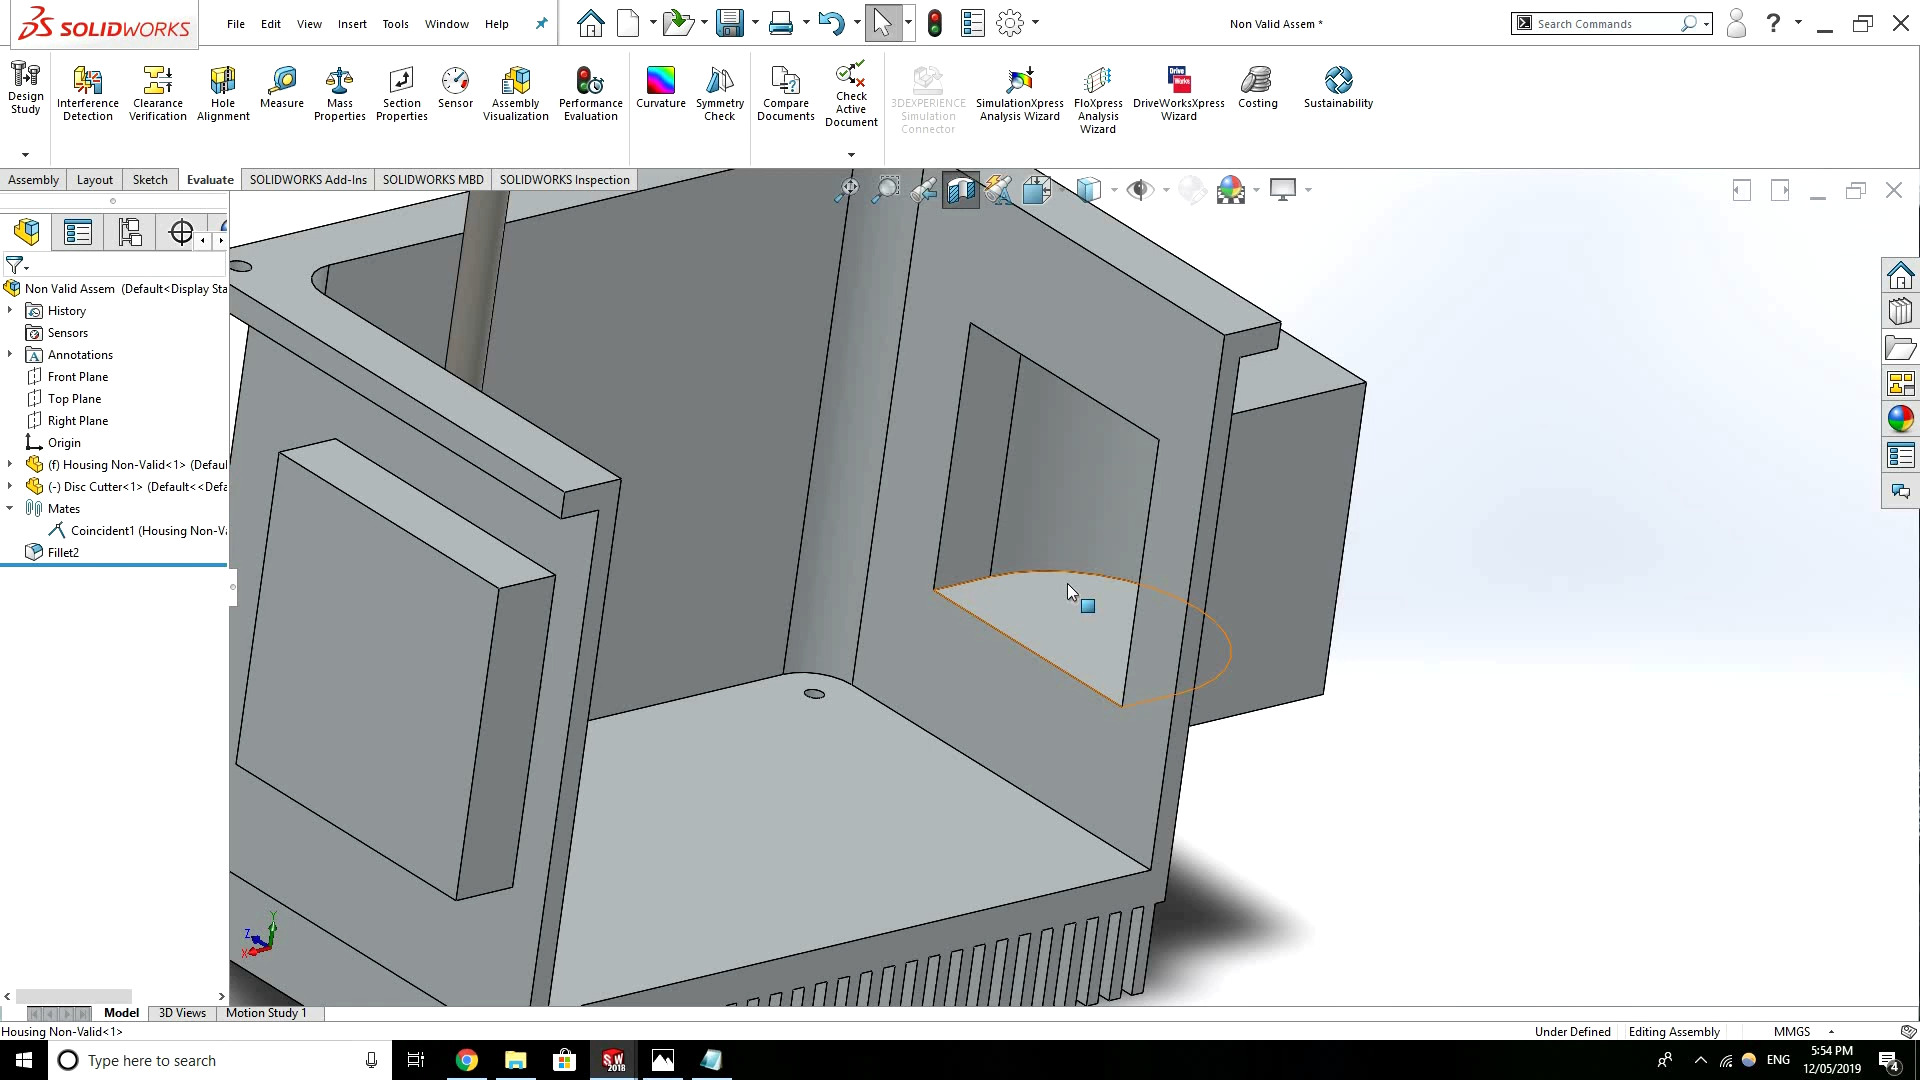 SOLIDWORKS
File Edit View Insert Tools Window Help
Non Valid Assem *
Search Commands
?
Design Study
Interference Detection
Clearance Verification
Hole Alignment
Measure
Mass Properties
Section Properties
Sensor
Assembly Visualization
Performance Evaluation
Curvature
Symmetry Check
Compare Documents
Check Active Document
3DEXPERIENCE Simulation Connector
SimulationXpress Analysis Wizard
FloXpress Analysis Wizard
DriveWorksXpress Wizard
Costing
Sustainability
Assembly Layout Sketch Evaluate SOLIDWORKS Add-Ins SOLIDWORKS MBD SOLIDWORKS Inspection
Non Valid Assem (Default<Display Sta
History
Sensors
Annotations
Front Plane
Top Plane
Right Plane
Origin
(f) Housing Non-Valid<1> (Defau
(-) Disc Cutter<1> (Default<<Defa
Mates
Coincident1 (Housing Non-Va
Fillet2
Y
Z
X
Model 3D Views Motion Study 1
Housing Non-Valid<1>
Under Defined Editing Assembly MMGS
Type here to search
SW 2018
ENG
5:54 PM
12/05/2019
4